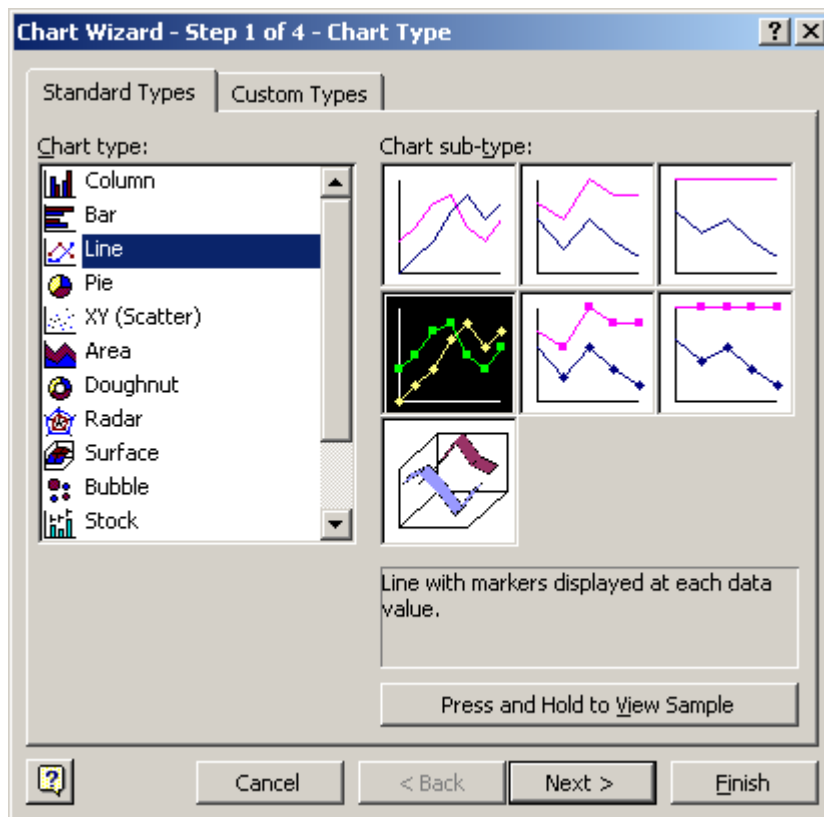 Chart Wizard - Step 1 of 4 - Chart Type
Standard Types
Custom Types
Chart type:
Column
Bar
Line
Pie
XY (Scatter)
Area
Doughnut
Radar
Surface
Bubble
Stock
Chart sub-type:
Line with markers displayed at each data
value.
Press and Hold to View Sample
Cancel
< Back
Next >
Finish